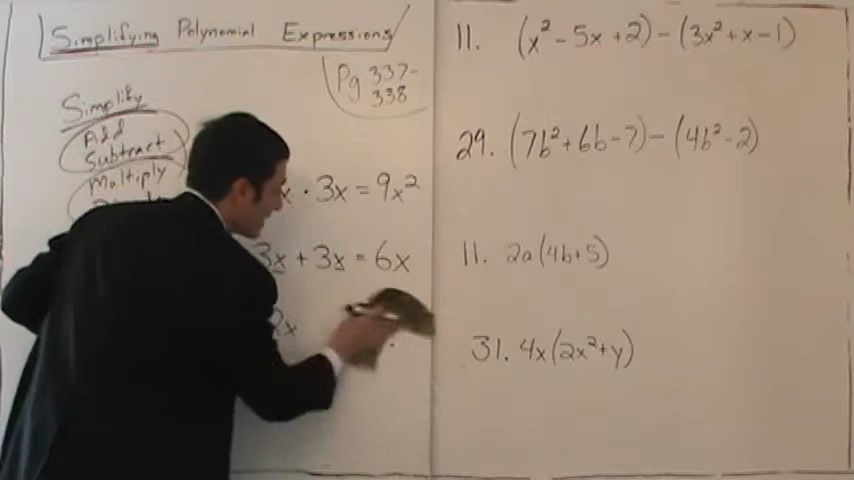 Simplifying Polynomial Expressions
Pg 337-
338
Simplify
Add
Subtract
Multiply
x · 3x = 9x²
3x + 3x = 6x
2x
11. (x² - 5x + 2) - (3x² + x - 1)
29. (7b² + 6b - 7) - (4b² - 2)
11. 2a(4b+5)
31. 4x(2x²+y)